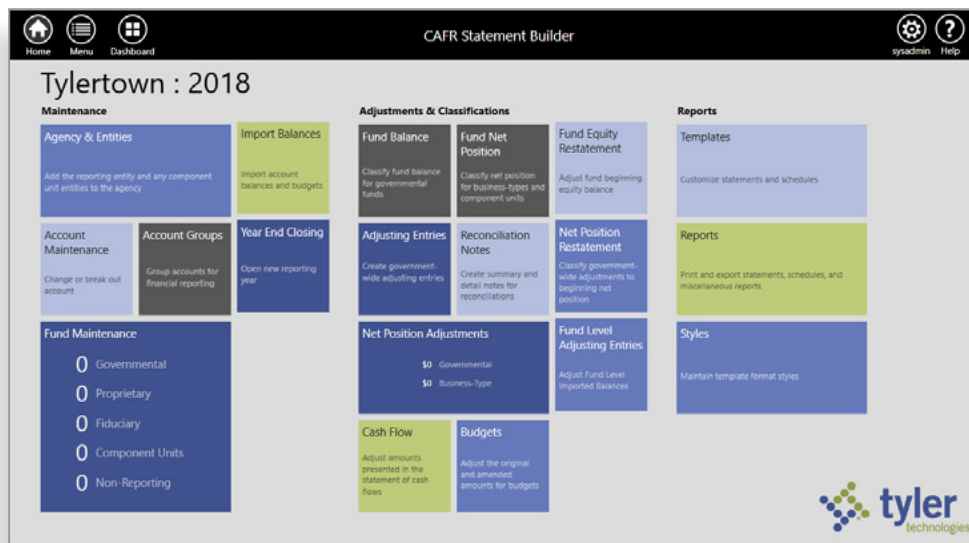 CAFR Statement Builder
Home
Menu
Dashboard
sysadmin
Help
Tylertown : 2018
Maintenance
Agency & Entities
Add the reporting entity and any component
unit entities to the agency
Import Balances
Import account
balances and budgets
Account
Maintenance
Change or break out
account
Account Groups
Group accounts for
financial reporting
Year End Closing
Open new reporting
year
Fund Maintenance
0 Governmental
0 Proprietary
0 Fiduciary
0 Component Units
0 Non-Reporting
Adjustments & Classifications
Fund Balance
Classify fund balance
for governmental
funds
Fund Net
Position
Classify net position
for business-types and
component units
Fund Equity
Restatement
Adjust fund beginning
equity balance
Adjusting Entries
Create government-
wide adjusting entries
Reconciliation
Notes
Create summary and
detail notes for
reconciliations
Net Position
Restatement
Classify government-
wide adjustments to
beginning net
position
Net Position Adjustments
$0 Governmental
$0 Business-Type
Fund Level
Adjusting Entries
Adjust Fund Level
Imported Balances
Cash Flow
Adjust amounts
presented in the
statement of cash
flows
Budgets
Adjust the original
and amended
amounts for budgets
Reports
Templates
Customize statements and schedules
Reports
Print and export statements, schedules, and
miscellaneous reports
Styles
Maintain template format styles
tyler
technologies